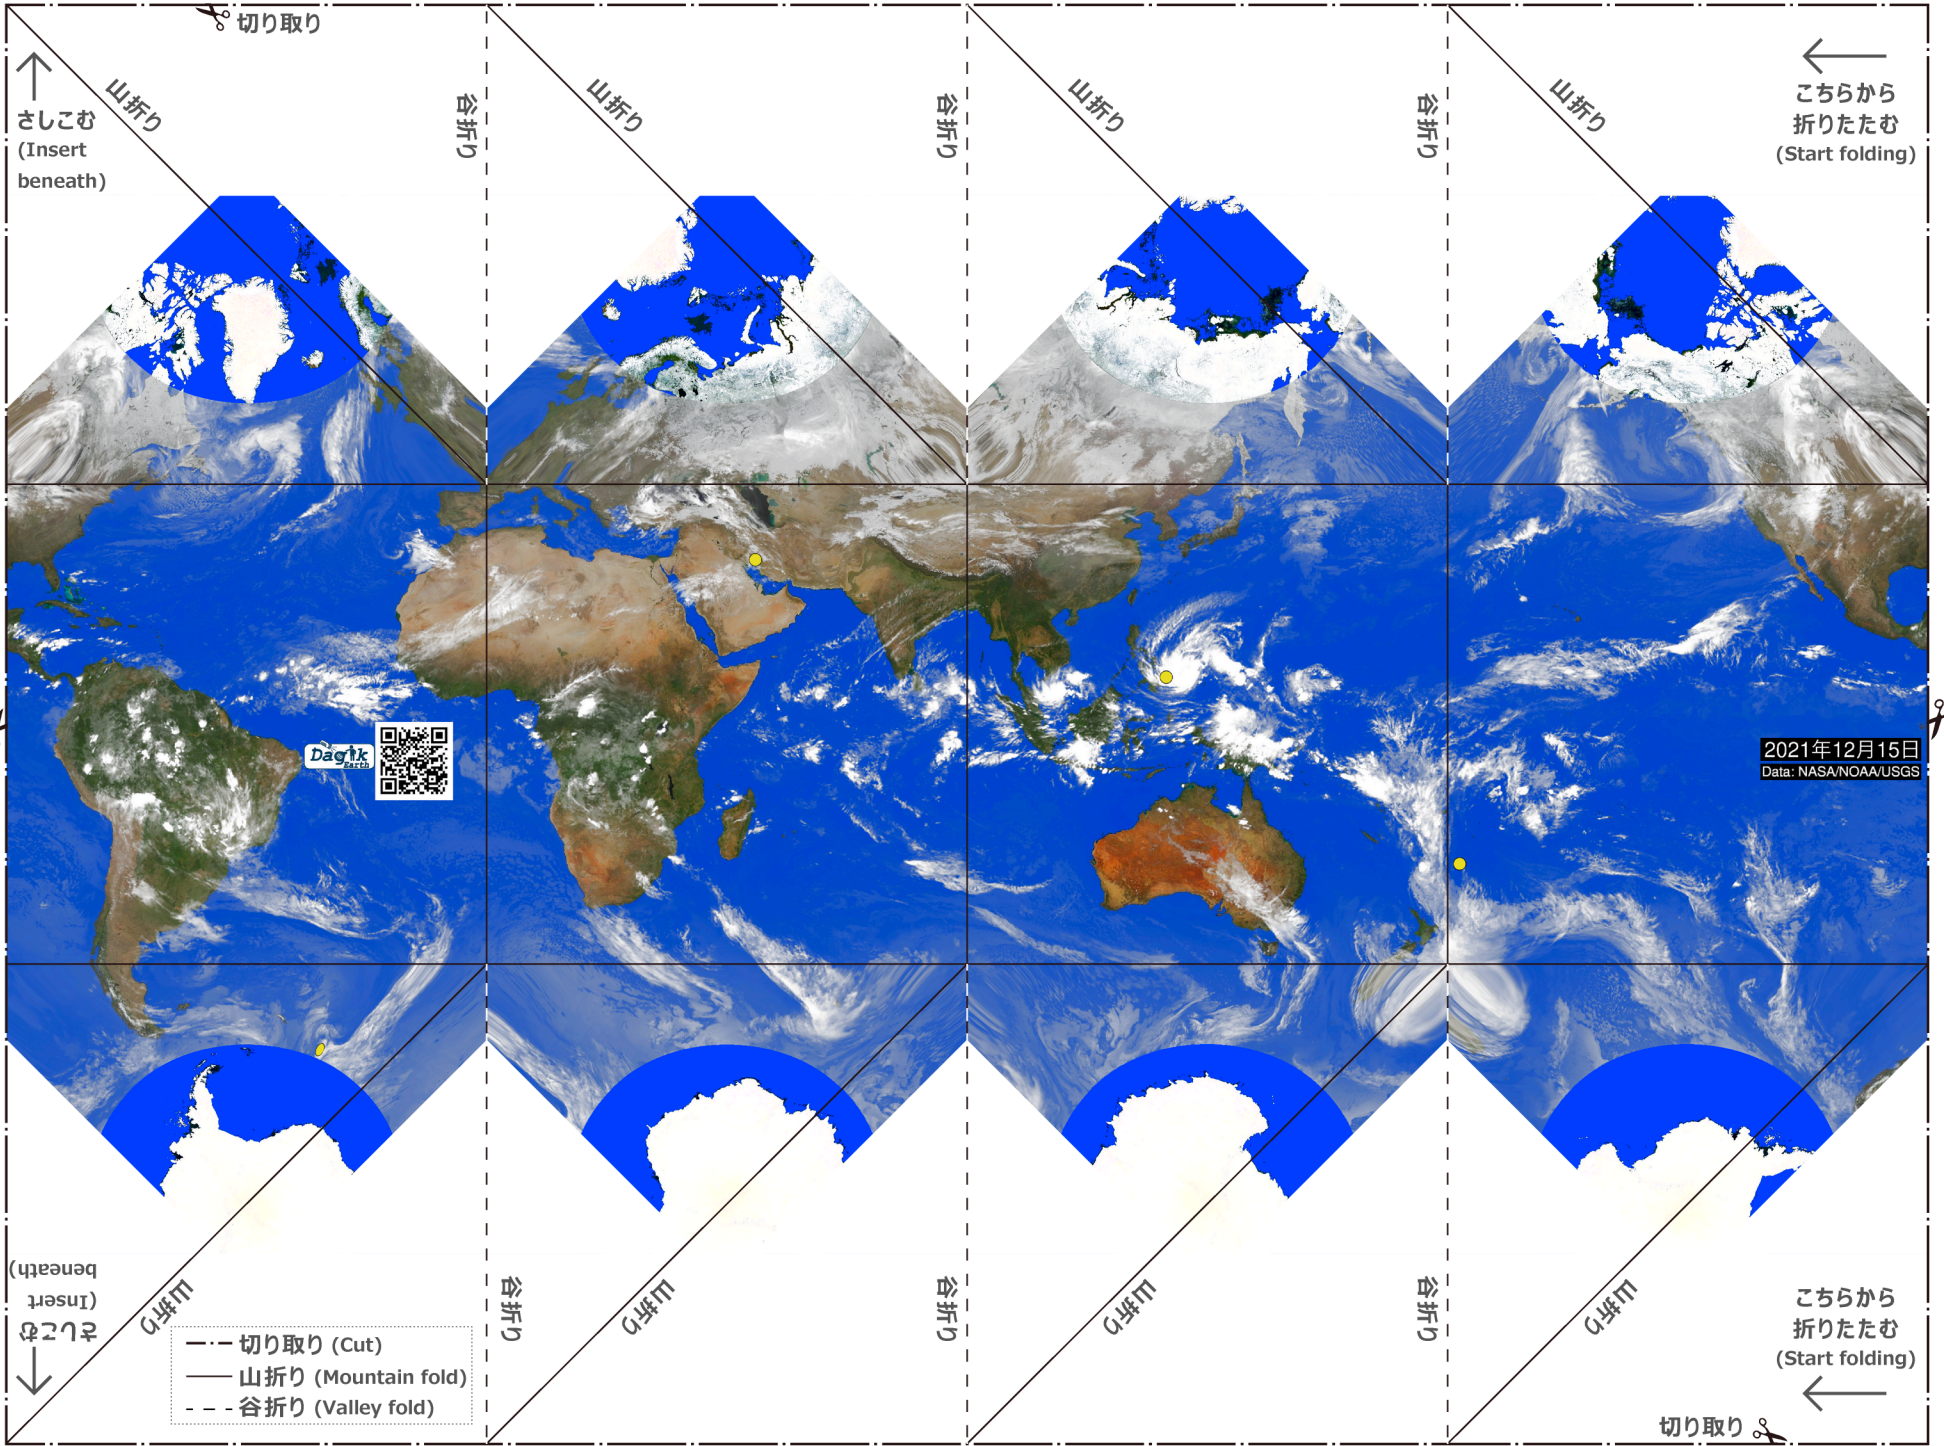 切り取り
山折り
谷折り
山折り
谷折り
山折り
谷折り
山折り
さしこむ
(Insert
beneath)
こちらから
折りたたむ
(Start folding)
Dagik
Earth
2021年12月15日
Data: NASA/NOAA/USGS
さしこむ
(Insert
beneath)
山折り
谷折り
山折り
谷折り
山折り
谷折り
山折り
こちらから
折りたたむ
(Start folding)
切り取り (Cut)
山折り (Mountain fold)
谷折り (Valley fold)
切り取り